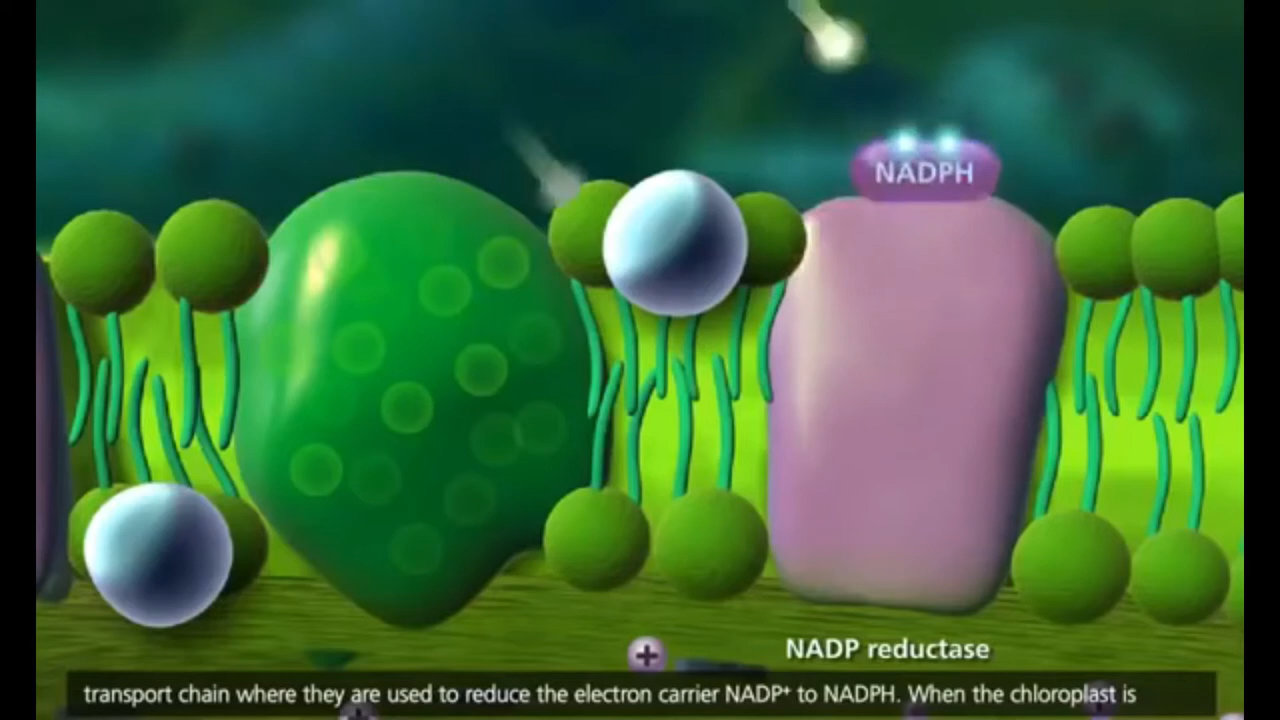 NADPH
NADP reductase
+
transport chain where they are used to reduce the electron carrier NADP⁺ to NADPH. When the chloroplast is